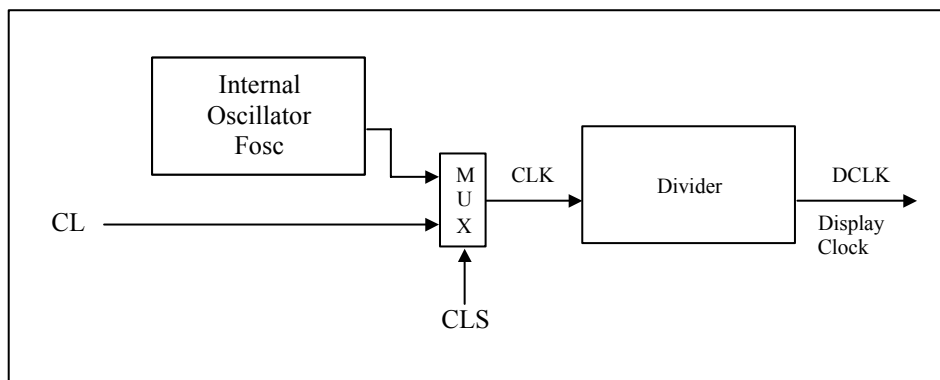 Internal
Oscillator
Fosc
M
U
X
CLK
Divider
DCLK
CL
Display
Clock
CLS